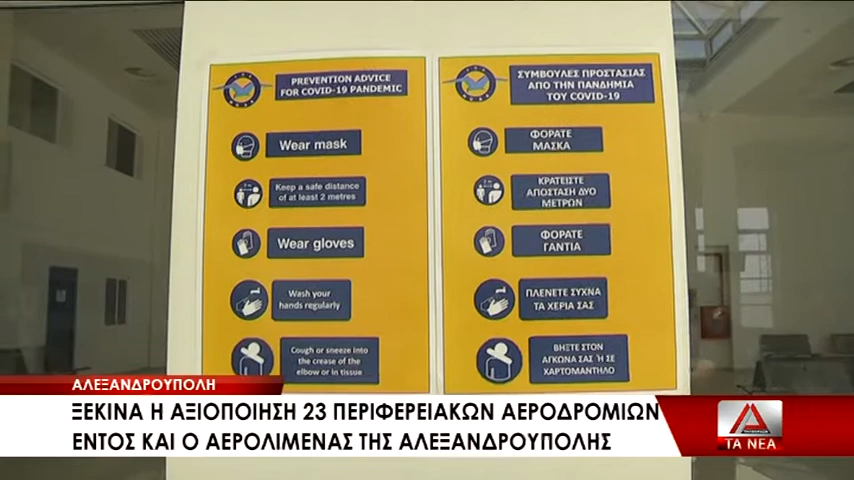 PREVENTION ADVICE
FOR COVID-19 PANDEMIC
Wear mask
Keep a safe distance
of at least 2 metres
Wear gloves
Wash your
hands regularly
Cough or sneeze into
the crease of the
elbow or in tissue
ΣΥΜΒΟΥΛΕΣ ΠΡΟΣΤΑΣΙΑΣ
ΑΠΟ ΤΗΝ ΠΑΝΔΗΜΙΑ
ΤΟΥ COVID-19
ΦΟΡΑΤΕ
ΜΑΣΚΑ
ΚΡΑΤΕΙΣΤΕ
ΑΠΟΣΤΑΣΗ ΔΥΟ
ΜΕΤΡΩΝ
ΦΟΡΑΤΕ
ΓΑΝΤΙΑ
ΠΛΕΝΕΤΕ ΣΥΧΝΑ
ΤΑ ΧΕΡΙΑ ΣΑΣ
ΒΗΞΤΕ ΣΤΟΝ
ΑΓΚΩΝΑ ΣΑΣ Ή ΣΕ
ΧΑΡΤΟΜΑΝΤΗΛΟ
ΑΛΕΞΑΝΔΡΟΥΠΟΛΗ
ΞΕΚΙΝΑ Η ΑΞΙΟΠΟΙΗΣΗ 23 ΠΕΡΙΦΕΡΕΙΑΚΩΝ ΑΕΡΟΔΡΟΜΙΩΝ
ΕΝΤΟΣ ΚΑΙ Ο ΑΕΡΟΛΙΜΕΝΑΣ ΤΗΣ ΑΛΕΞΑΝΔΡΟΥΠΟΛΗΣ
ΤΑ ΝΕΑ